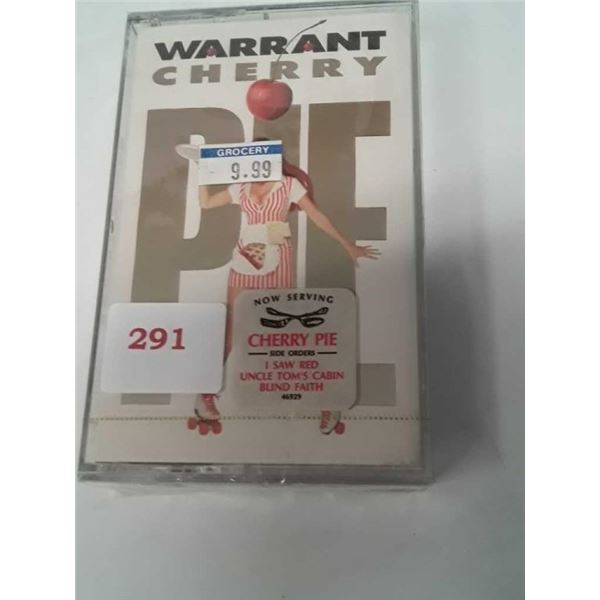 WARRANT
CHERRY
PIE
GROCERY
9.99
291
NOW SERVING
CHERRY PIE
SIDE ORDERS
I SAW RED
UNCLE TOM'S CABIN
BLIND FAITH
46929